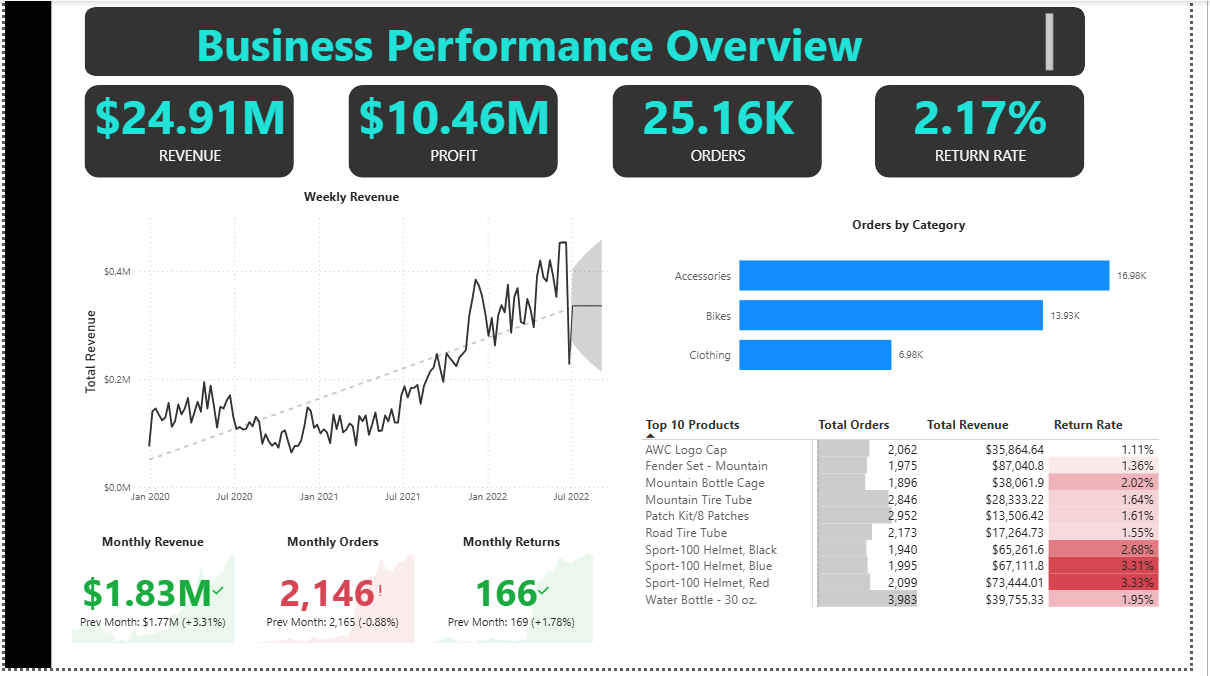 Business Performance Overview
$24.91M
REVENUE
$10.46M
PROFIT
25.16K
ORDERS
2.17%
RETURN RATE
Weekly Revenue
Total Revenue
$0.4M
$0.2M
$0.0M
Jan 2020 Jul 2020 Jan 2021 Jul 2021 Jan 2022 Jul 2022
Orders by Category
Accessories 16.98K
Bikes 13.93K
Clothing 6.98K
Top 10 Products Total Orders Total Revenue Return Rate
AWC Logo Cap 2,062 $35,864.64 1.11%
Fender Set - Mountain 1,975 $87,040.8 1.36%
Mountain Bottle Cage 1,896 $38,061.9 2.02%
Mountain Tire Tube 2,846 $28,333.22 1.64%
Patch Kit/8 Patches 2,952 $13,506.42 1.61%
Road Tire Tube 2,173 $17,264.73 1.55%
Sport-100 Helmet, Black 1,940 $65,261.6 2.68%
Sport-100 Helmet, Blue 1,995 $67,111.8 3.31%
Sport-100 Helmet, Red 2,099 $73,444.01 3.33%
Water Bottle - 30 oz. 3,983 $39,755.33 1.95%
Monthly Revenue
$1.83M✓
Prev Month: $1.77M (+3.31%)
Monthly Orders
2,146!
Prev Month: 2,165 (-0.88%)
Monthly Returns
166✓
Prev Month: 169 (+1.78%)